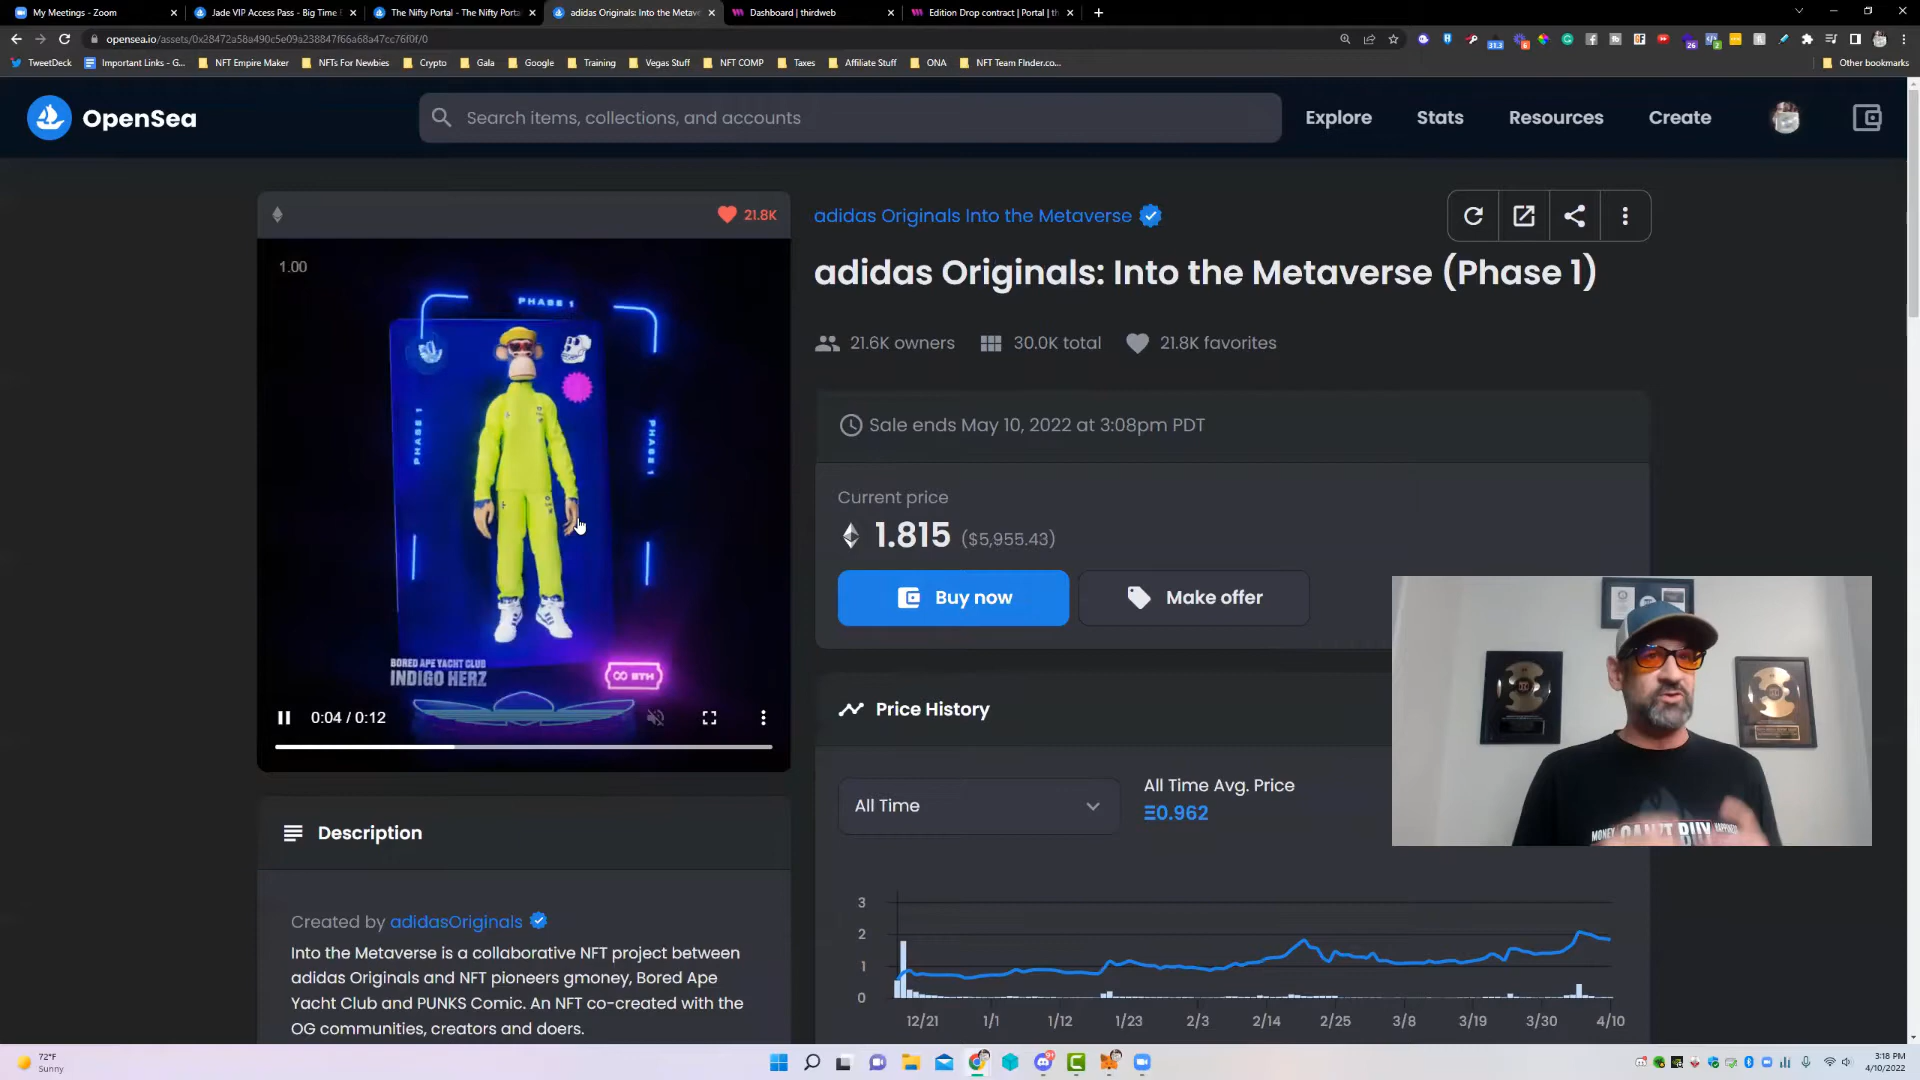 My Meetings - Zoom
Jade VIP Access Pass - Big Time
The Nifty Portal - The Nifty Porta
adidas Originals: Into the Metave
Dashboard | thirdweb
Edition Drop contract | Portal | th
opensea.io/assets/0x28472a58a490c5e09a238847f66a68a47cc76f0f/0
TweetDeck
Important Links - G...
NFT Empire Maker
NFTs For Newbies
Crypto
Gala
Google
Training
Vegas Stuff
NFT COMP
Taxes
Affiliate Stuff
ONA
NFT Team FInder.co...
Other bookmarks
OpenSea
Search items, collections, and accounts
Explore
Stats
Resources
Create
21.8K
adidas Originals Into the Metaverse
adidas Originals: Into the Metaverse (Phase 1)
1.00
PHASE 1
PHASE 1
PHASE 1
BORED APE YACHT CLUB
INDIGO HERZ
ETH
0:04 / 0:12
21.6K owners
30.0K total
21.8K favorites
Sale ends May 10, 2022 at 3:08pm PDT
Current price
1.815 ($5,955.43)
Buy now
Make offer
Price History
All Time
All Time Avg. Price
Ξ0.962
3
2
1
0
12/21
1/1
1/12
1/23
2/3
2/14
2/25
3/8
3/19
3/30
4/10
Description
Created by adidasOriginals
Into the Metaverse is a collaborative NFT project between
adidas Originals and NFT pioneers gmoney, Bored Ape
Yacht Club and PUNKS Comic. An NFT co-created with the
OG communities, creators and doers.
MONEY CAN'T BUY HAPPINESS
72°F
Sunny
3:18 PM
4/10/2022